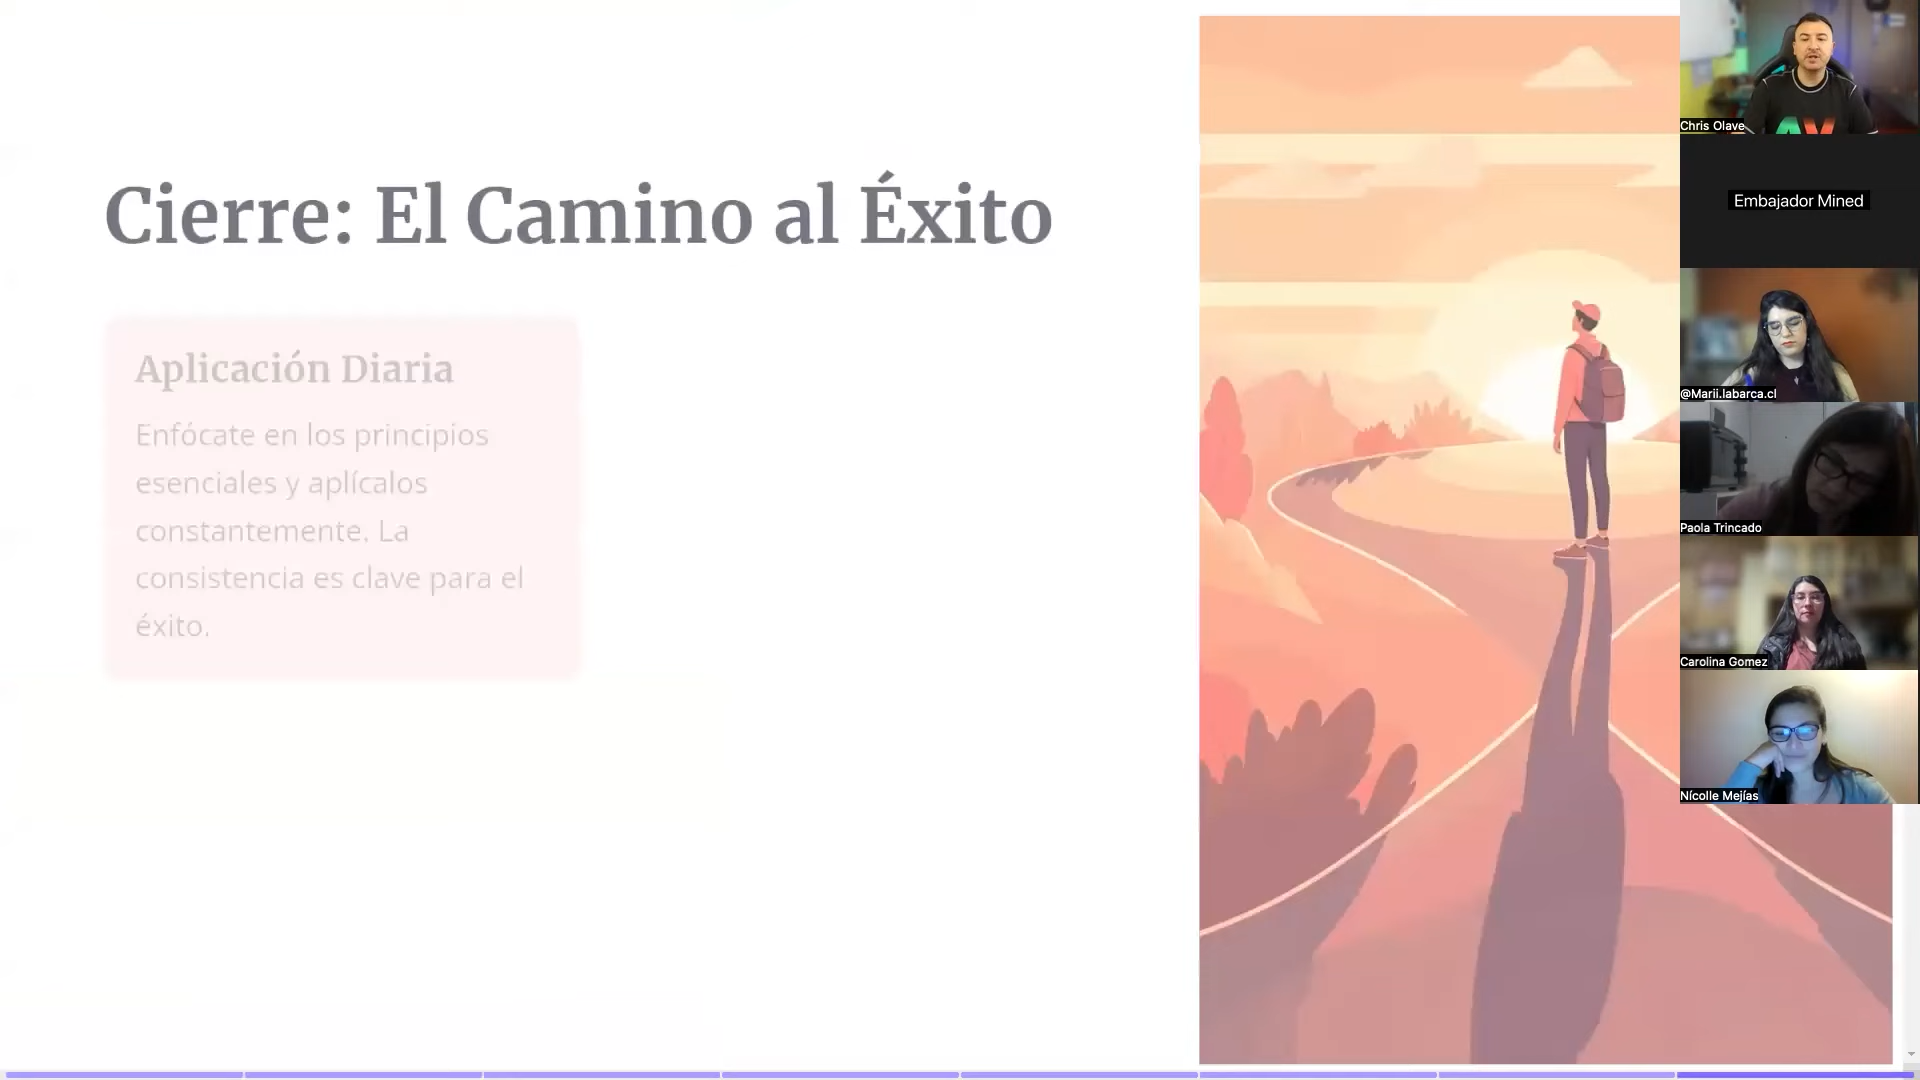 Cierre: El Camino al Éxito
Aplicación Diaria
Enfócate en los principios
esenciales y aplícalos
constantemente. La
consistencia es clave para el
éxito.
Chris Olave
Embajador Mined
@Marii.labarca.cl
Paola Trincado
Carolina Gomez
Nícolle Mejías